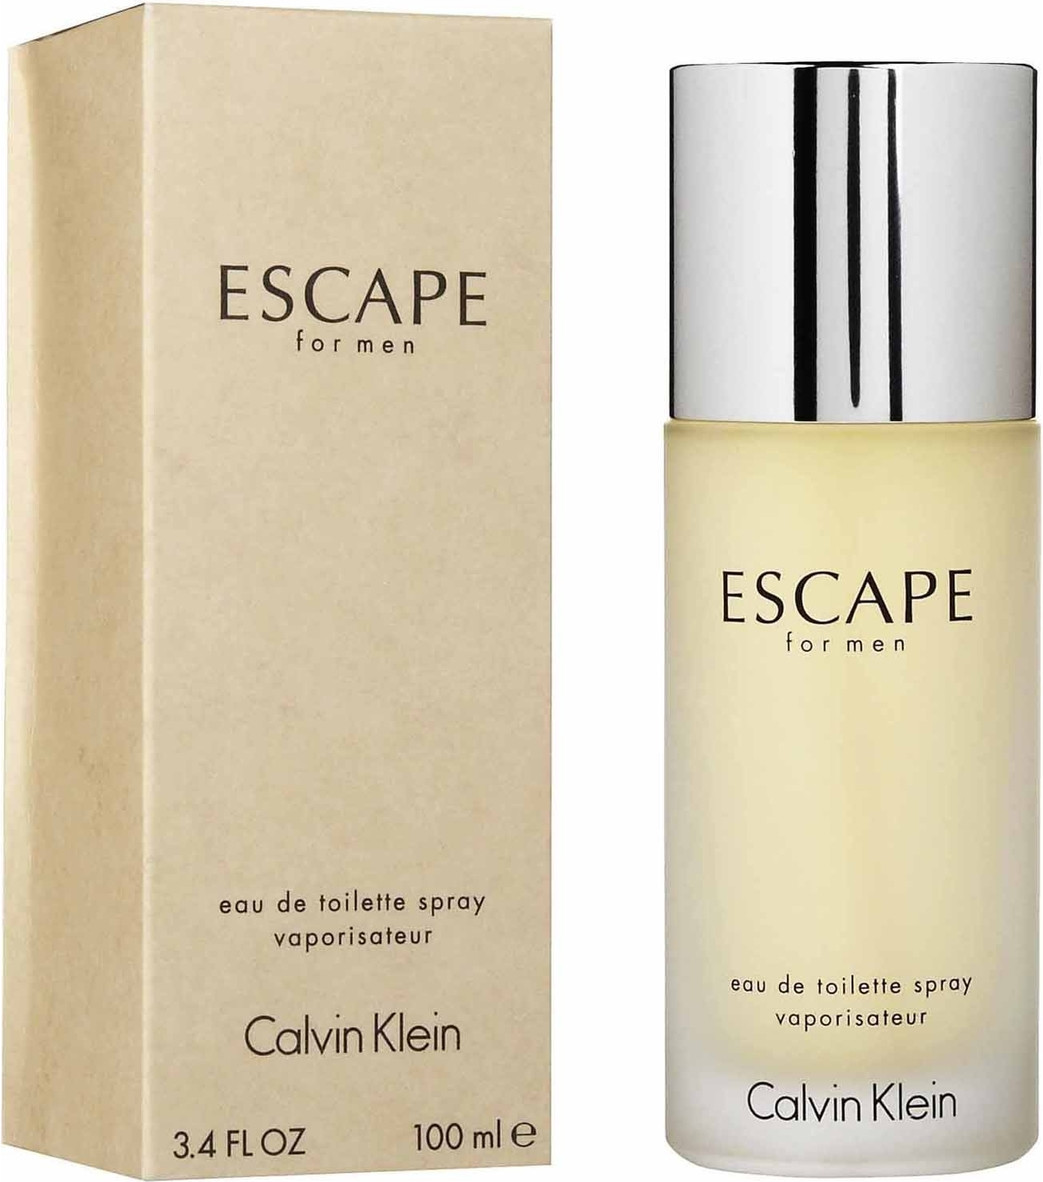 ESCAPE
for men
eau de toilette spray
vaporisateur
Calvin Klein
3.4 FL OZ 100 ml ℮
ESCAPE
for men
eau de toilette spray
vaporisateur
Calvin Klein